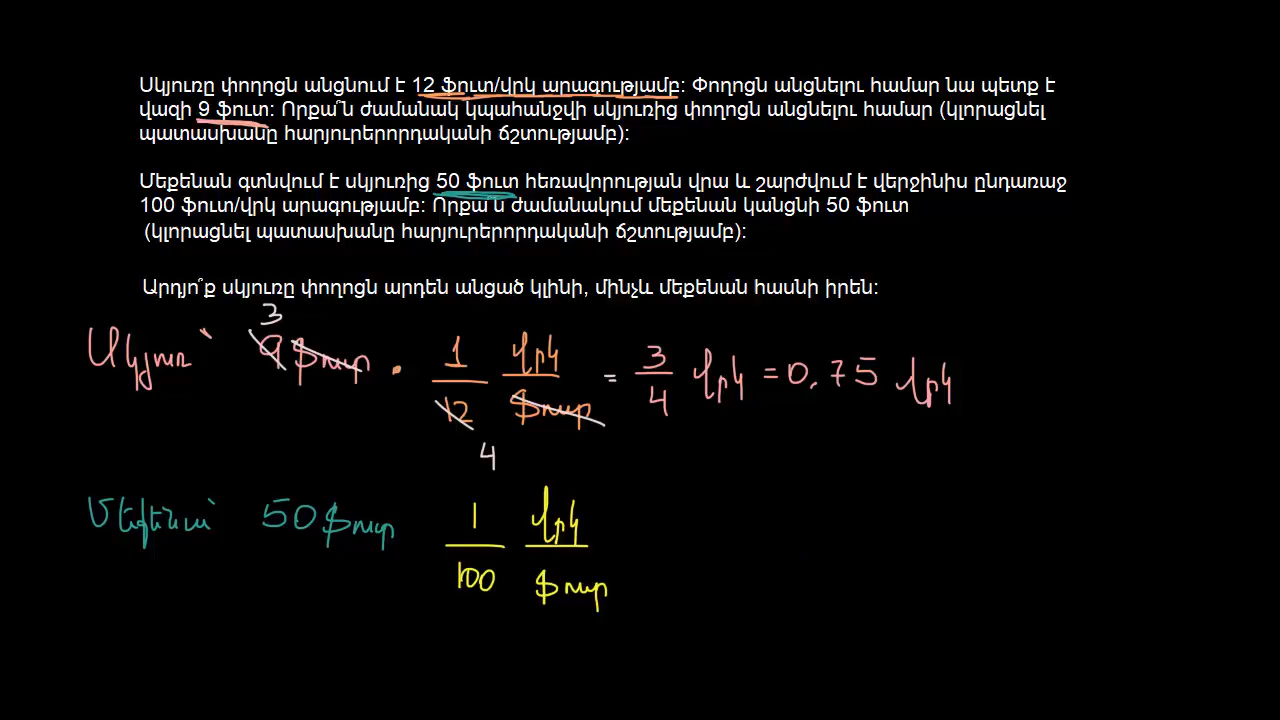 Սկյուռը փողոցն անցնում է 12 ֆուտ/վրկ արագությամբ: Փողոցն անցնելու համար նա պետք է
վազի 9 ֆուտ: Որքա՞ն ժամանակ կպահանջվի սկյուռից փողոցն անցնելու համար (կլորացնել
պատասխանը հարյուրերորդականի ճշտությամբ):
Մեքենան գտնվում է սկյուռից 50 ֆուտ հեռավորության վրա և շարժվում է վերջինիս ընդառաջ
100 ֆուտ/վրկ արագությամբ: Որքա՞ն ժամանակում մեքենան կանցնի 50 ֆուտ
(կլորացնել պատասխանը հարյուրերորդականի ճշտությամբ):
Արդյո՞ք սկյուռը փողոցն արդեն անցած կլինի, մինչև մեքենան հասնի իրեն:
3
Սկյուռ՝ 9 ֆուտ · 1/12 վրկ/ֆուտ = 3/4 վրկ = 0.75 վրկ
4
Մեքենա՝ 50 ֆուտ 1/100 վրկ/ֆուտ